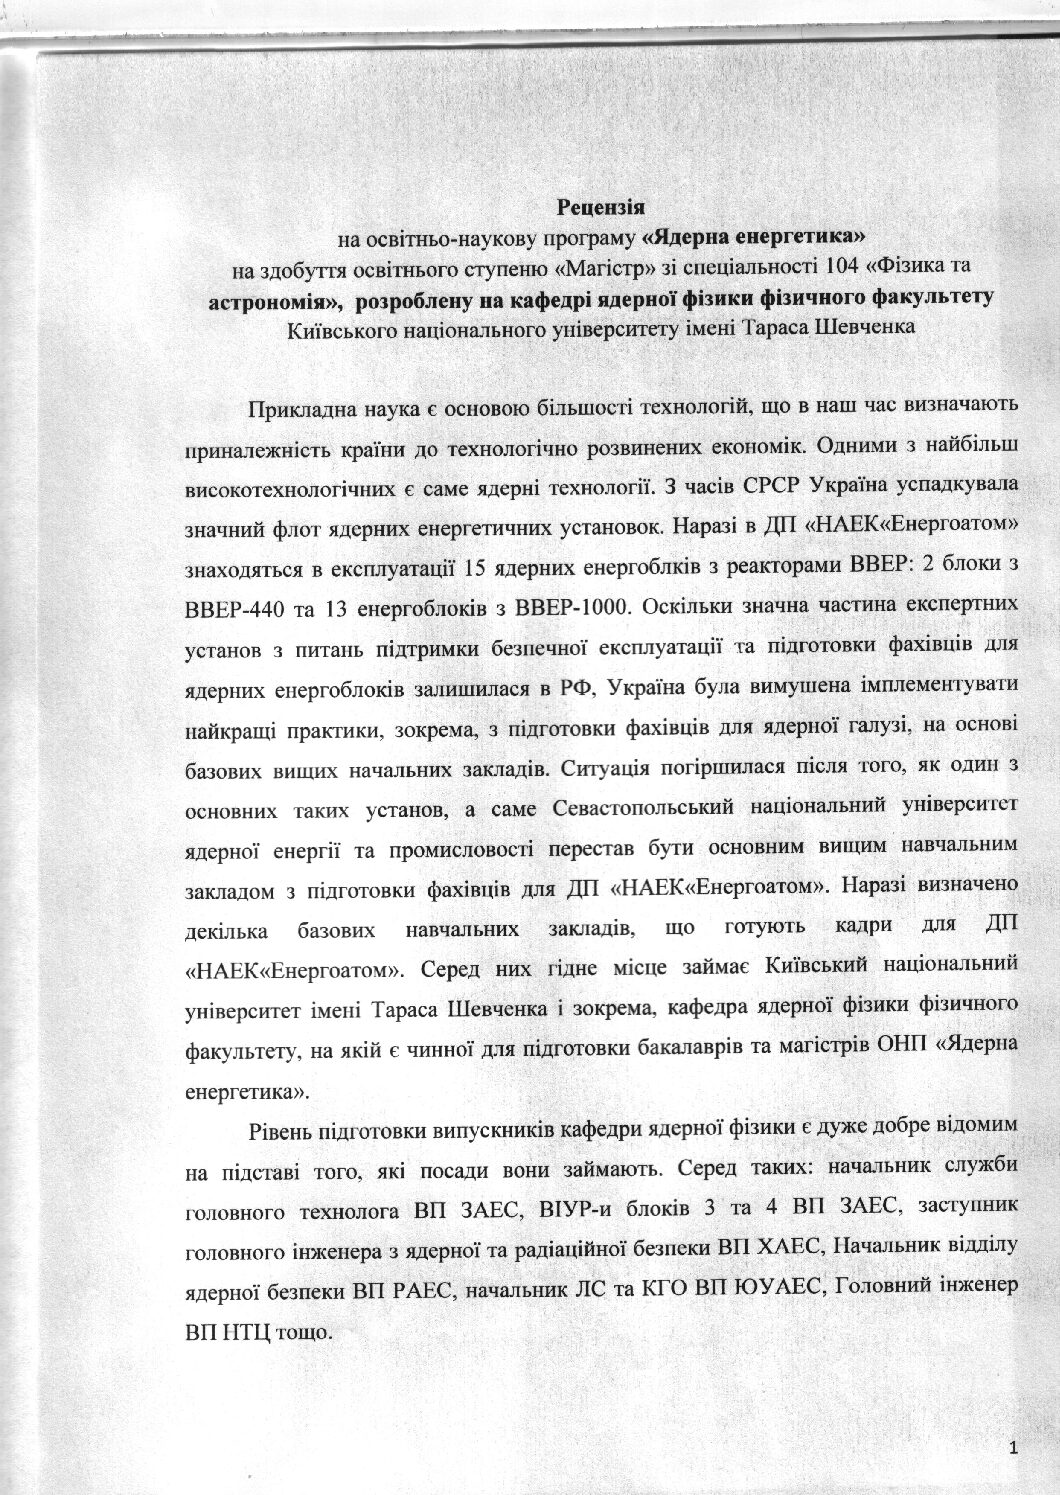 Рецензія
на освітньо-наукову програму «Ядерна енергетика»
на здобуття освітнього ступеню «Магістр» зі спеціальності 104 «Фізика та
астрономія», розроблену на кафедрі ядерної фізики фізичного факультету
Київського національного університету імені Тараса Шевченка
Прикладна наука є основою більшості технологій, що в наш час визначають
приналежність країни до технологічно розвинених економік. Одними з найбільш
високотехнологічних є саме ядерні технології. З часів СРСР Україна успадкувала
значний флот ядерних енергетичних установок. Наразі в ДП «НАЕК«Енергоатом»
знаходяться в експлуатації 15 ядерних енергоблків з реакторами ВВЕР: 2 блоки з
ВВЕР-440 та 13 енергоблоків з ВВЕР-1000. Оскільки значна частина експертних
установ з питань підтримки безпечної експлуатації та підготовки фахівців для
ядерних енергоблоків залишилася в РФ, Україна була вимушена імплементувати
найкращі практики, зокрема, з підготовки фахівців для ядерної галузі, на основі
базових вищих начальних закладів. Ситуація погіршилася після того, як один з
основних таких установ, а саме Севастопольський національний університет
ядерної енергії та промисловості перестав бути основним вищим навчальним
закладом з підготовки фахівців для ДП «НАЕК«Енергоатом». Наразі визначено
декілька базових навчальних закладів, що готують кадри для ДП
«НАЕК«Енергоатом». Серед них гідне місце займає Київський національний
університет імені Тараса Шевченка і зокрема, кафедра ядерної фізики фізичного
факультету, на якій є чинної для підготовки бакалаврів та магістрів ОНП «Ядерна
енергетика».
Рівень підготовки випускників кафедри ядерної фізики є дуже добре відомим
на підставі того, які посади вони займають. Серед таких: начальник служби
головного технолога ВП ЗАЕС, ВІУР-и блоків 3 та 4 ВП ЗАЕС, заступник
головного інженера з ядерної та радіаційної безпеки ВП ХАЕС, Начальник відділу
ядерної безпеки ВП РАЕС, начальник ЛС та КГО ВП ЮУАЕС, Головний інженер
ВП НТЦ тощо.
1